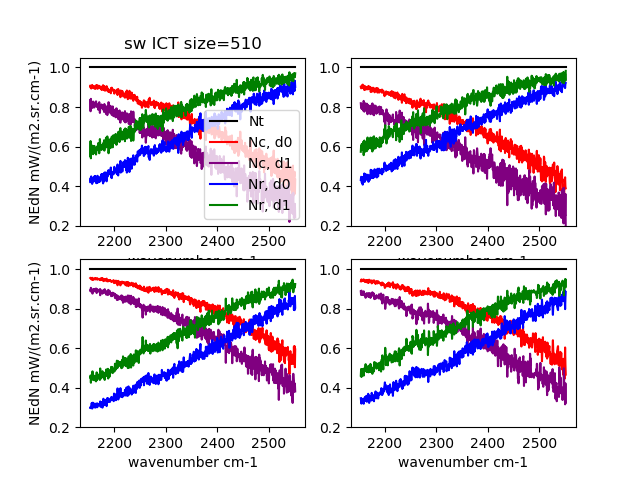 sw ICT size=510
NEdN mW/(m2.sr.cm-1)
1.0
0.8
0.6
0.4
0.2
2200 2300 2400 2500
wavenumber cm-1
Nt
Nc, d0
Nc, d1
Nr, d0
Nr, d1
1.0
0.8
0.6
0.4
0.2
2200 2300 2400 2500
wavenumber cm-1
NEdN mW/(m2.sr.cm-1)
1.0
0.8
0.6
0.4
0.2
2200 2300 2400 2500
wavenumber cm-1
1.0
0.8
0.6
0.4
0.2
2200 2300 2400 2500
wavenumber cm-1